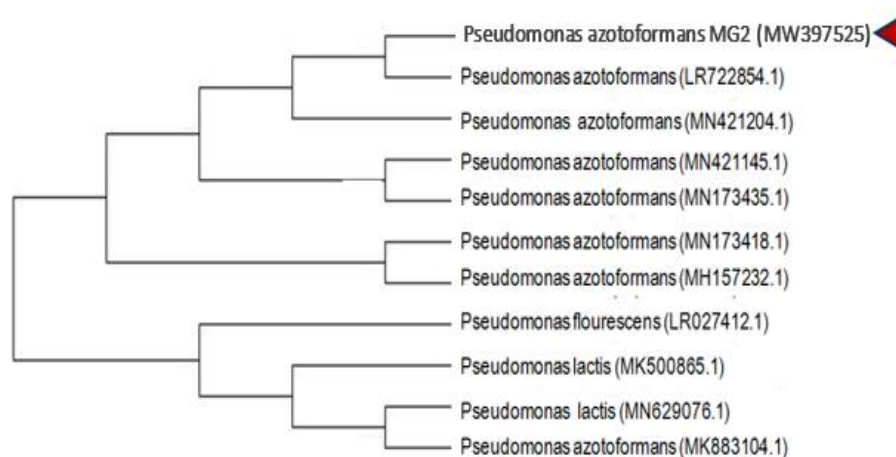 Pseudomonas azotoformans MG2 (MW397525)
Pseudomonas azotoformans (LR722854.1)
Pseudomonas azotoformans (MN421204.1)
Pseudomonas azotoformans (MN421145.1)
Pseudomonas azotoformans (MN173435.1)
Pseudomonas azotoformans (MN173418.1)
Pseudomonas azotoformans (MH157232.1)
Pseudomonas flourescens (LR027412.1)
Pseudomonas lactis (MK500865.1)
Pseudomonas lactis (MN629076.1)
Pseudomonas azotoformans (MK883104.1)